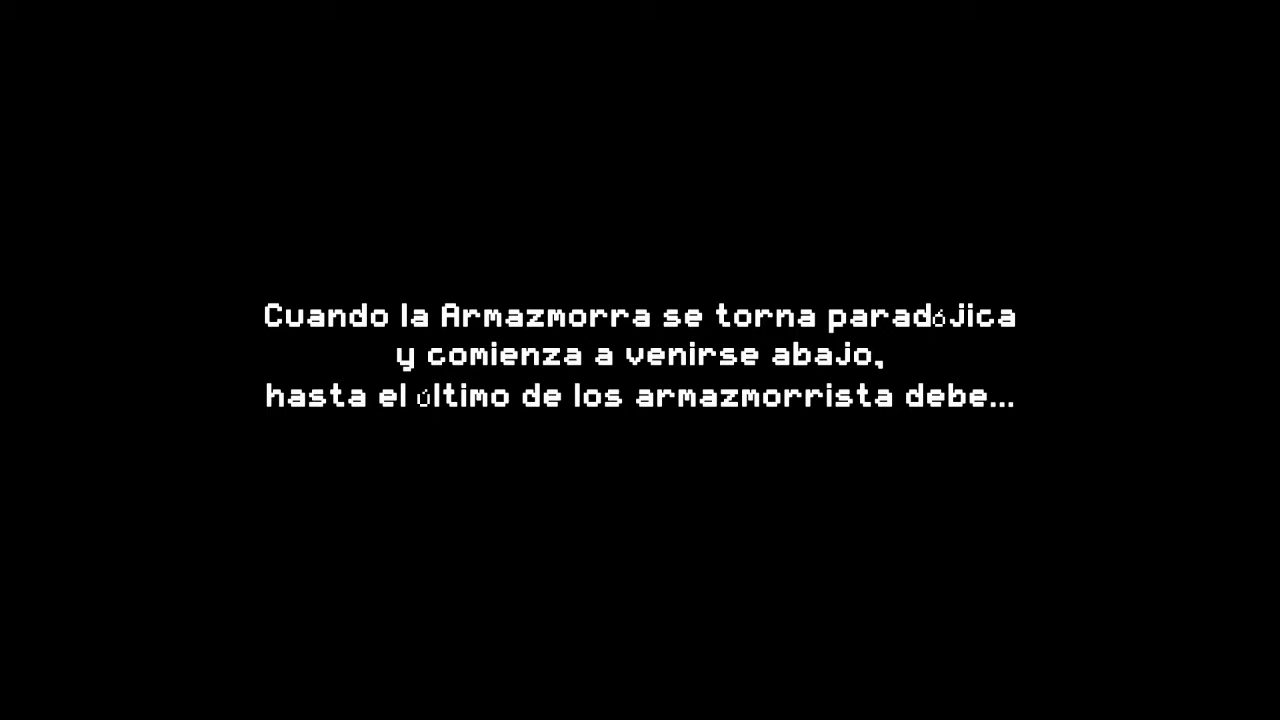 Cuando la Armazmorra se torna paradójica
y comienza a venirse abajo,
hasta el último de los armazmorrista debe...